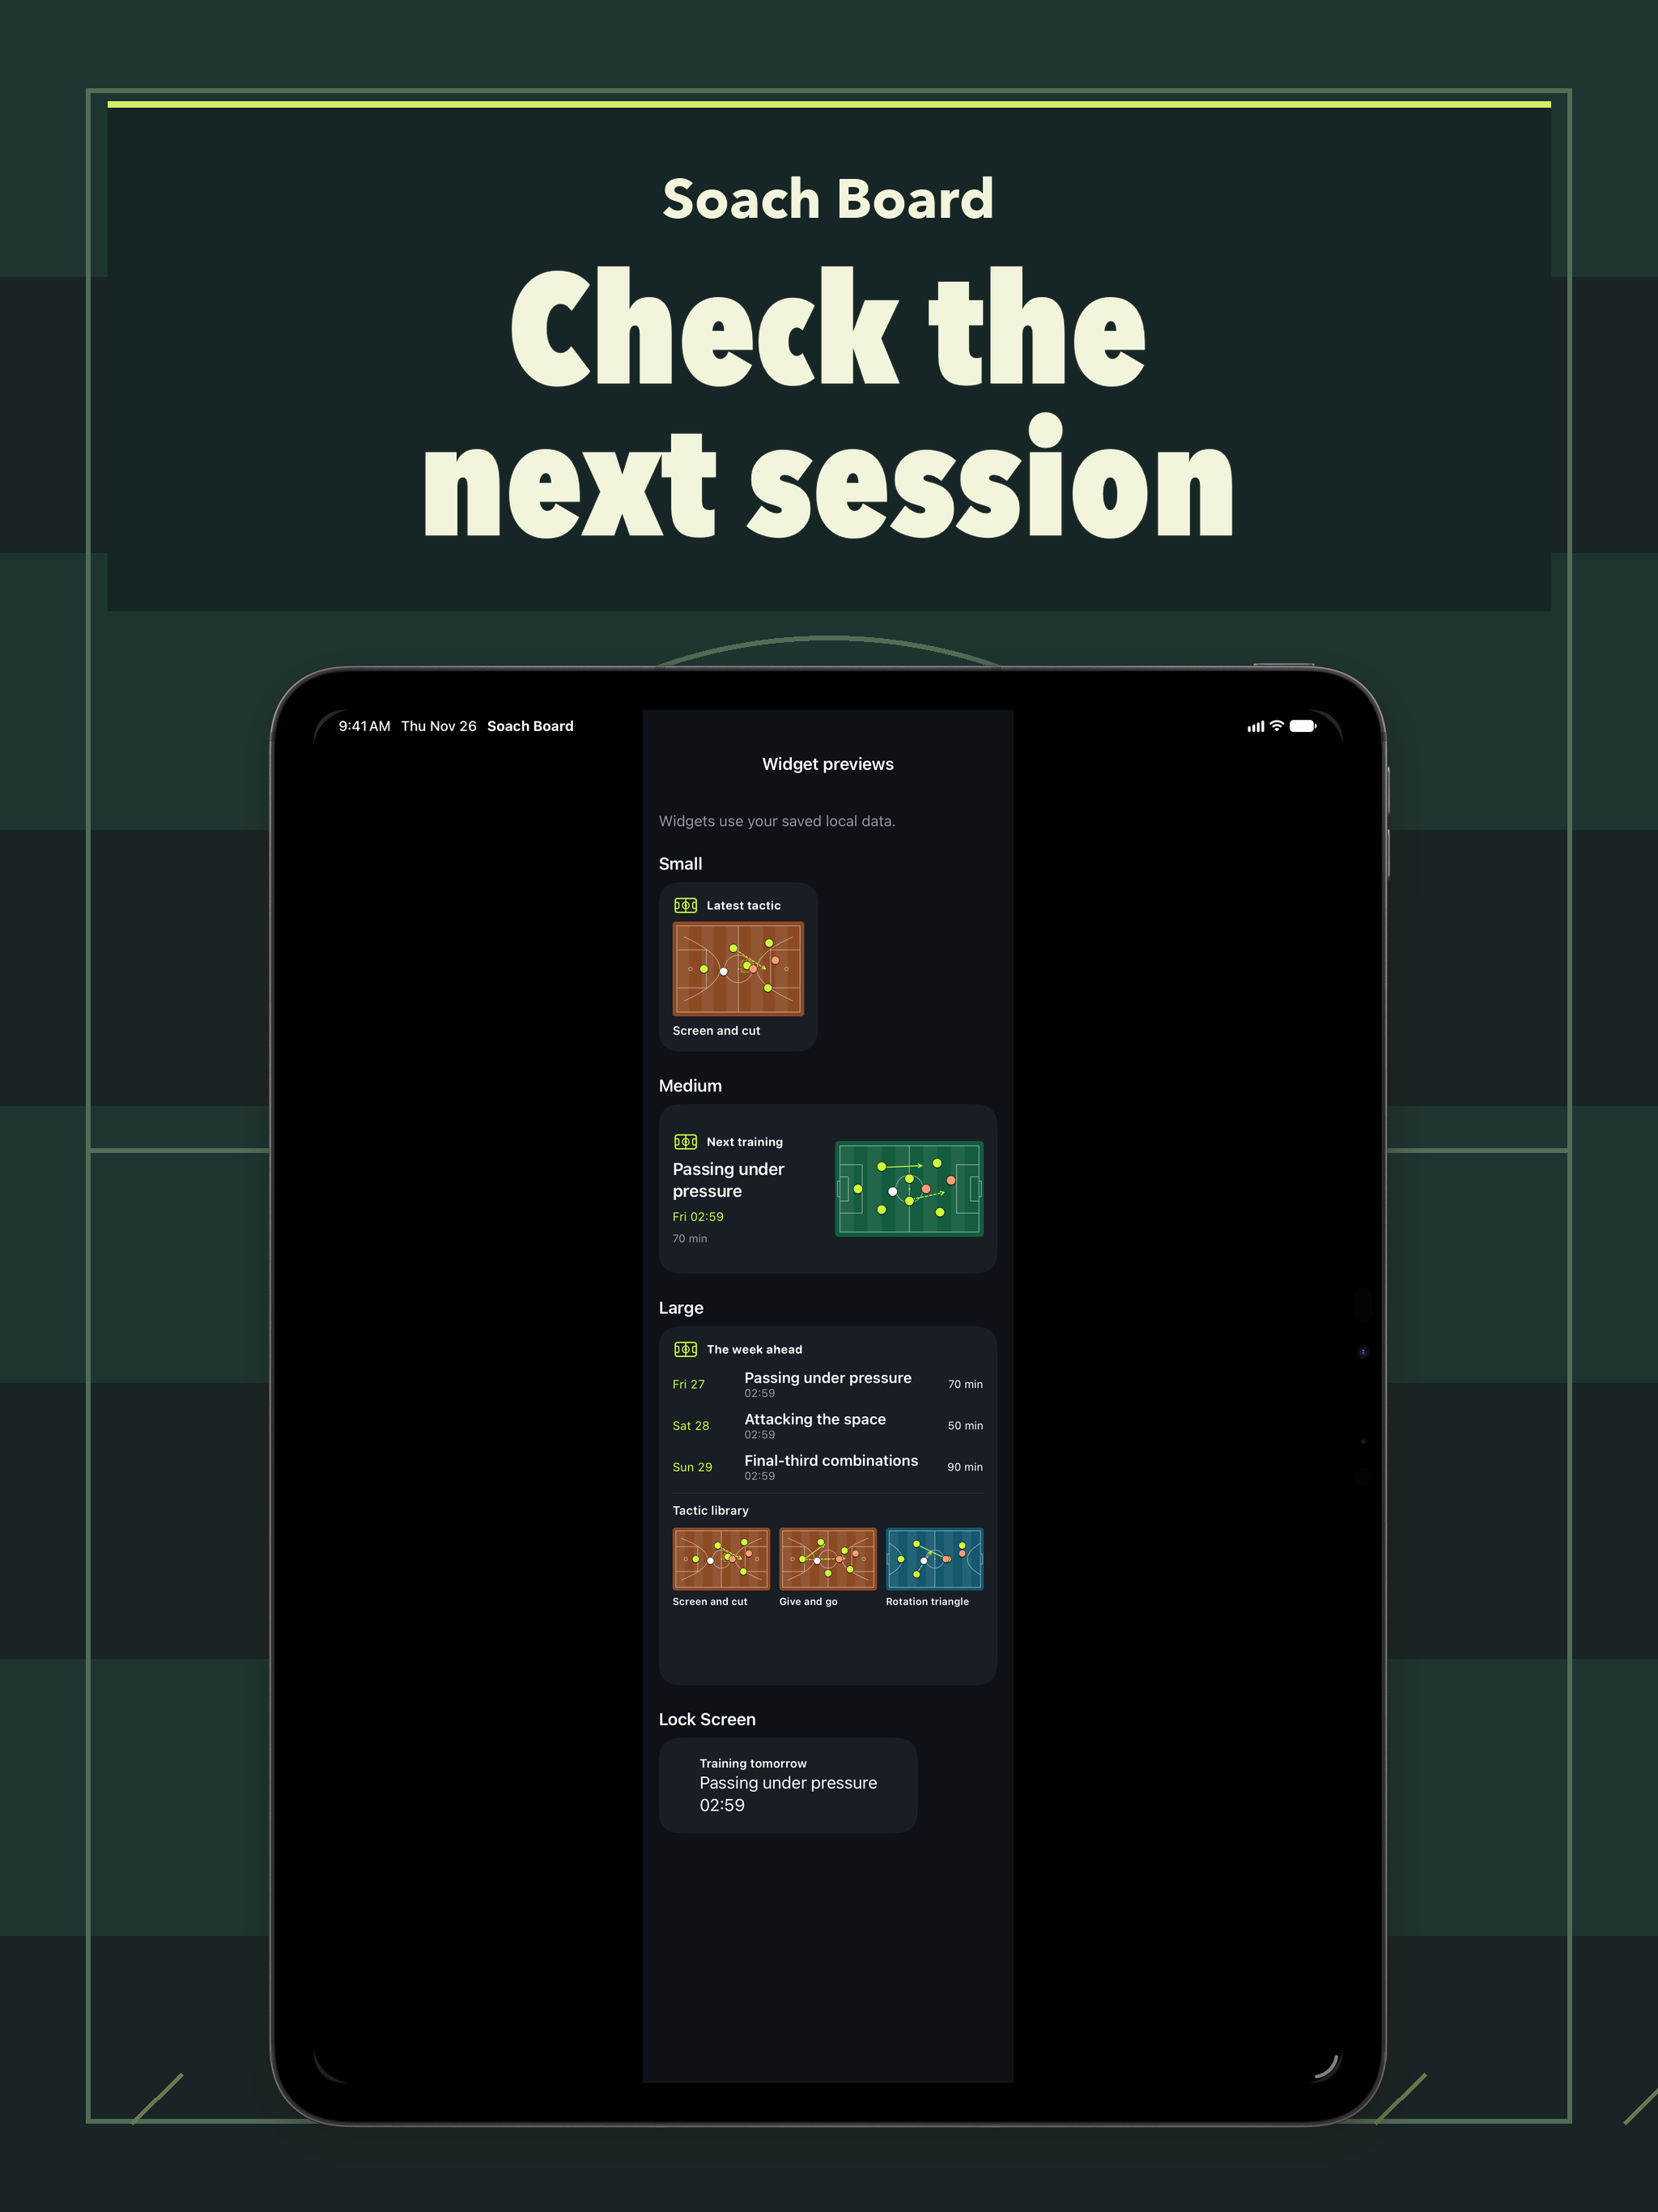 Soach Board
Check the
next session
9:41 AM Thu Nov 26 Soach Board
Widget previews
Widgets use your saved local data.
Small
Latest tactic
Screen and cut
Medium
Next training
Passing under
pressure
Fri 02:59
70 min
Large
The week ahead
Fri 27 Passing under pressure 70 min
02:59
Sat 28 Attacking the space 50 min
02:59
Sun 29 Final-third combinations 90 min
02:59
Tactic library
Screen and cut Give and go Rotation triangle
Lock Screen
Training tomorrow
Passing under pressure
02:59